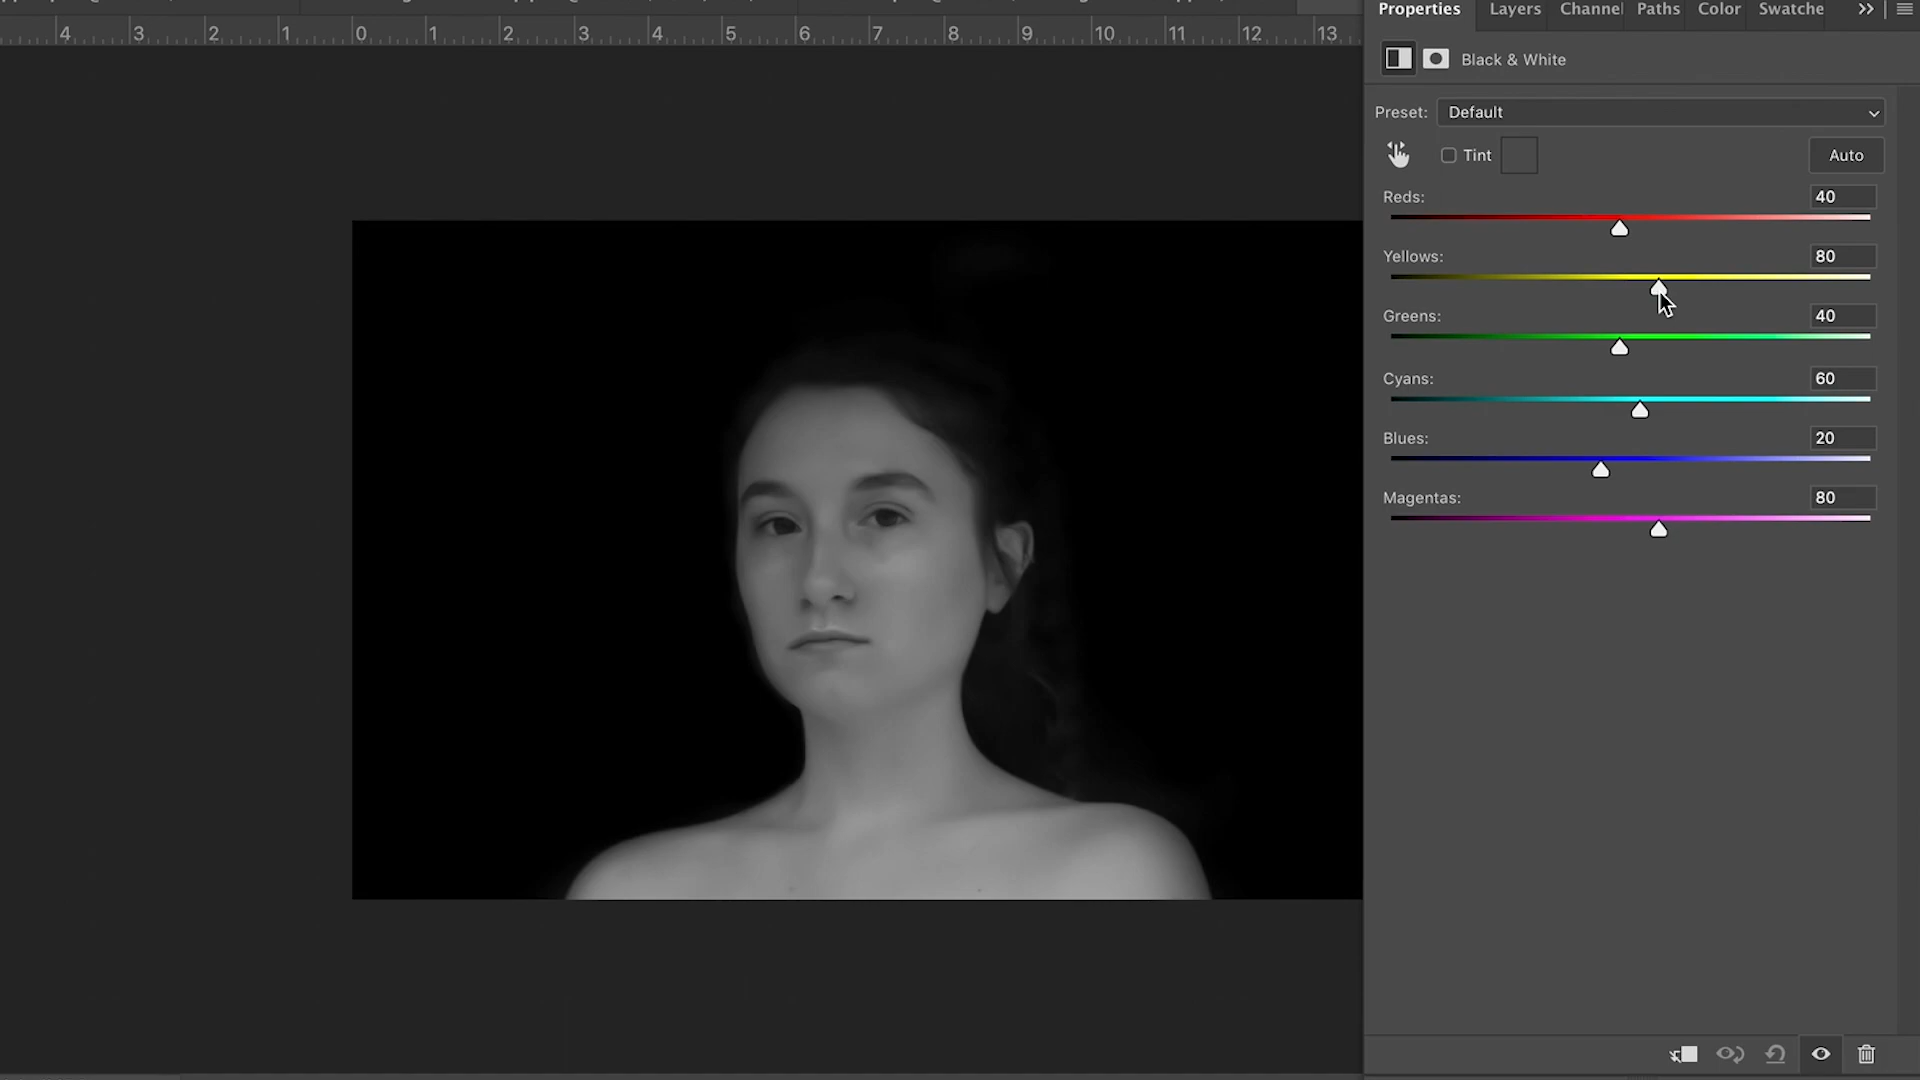 Properties Layers Channel Paths Color Swatche
4 3 2 1 0 1 2 3 4 5 6 7 8 9 10 11 12 13
Black & White
Preset: Default
Tint Auto
Reds: 40
Yellows: 80
Greens: 40
Cyans: 60
Blues: 20
Magentas: 80